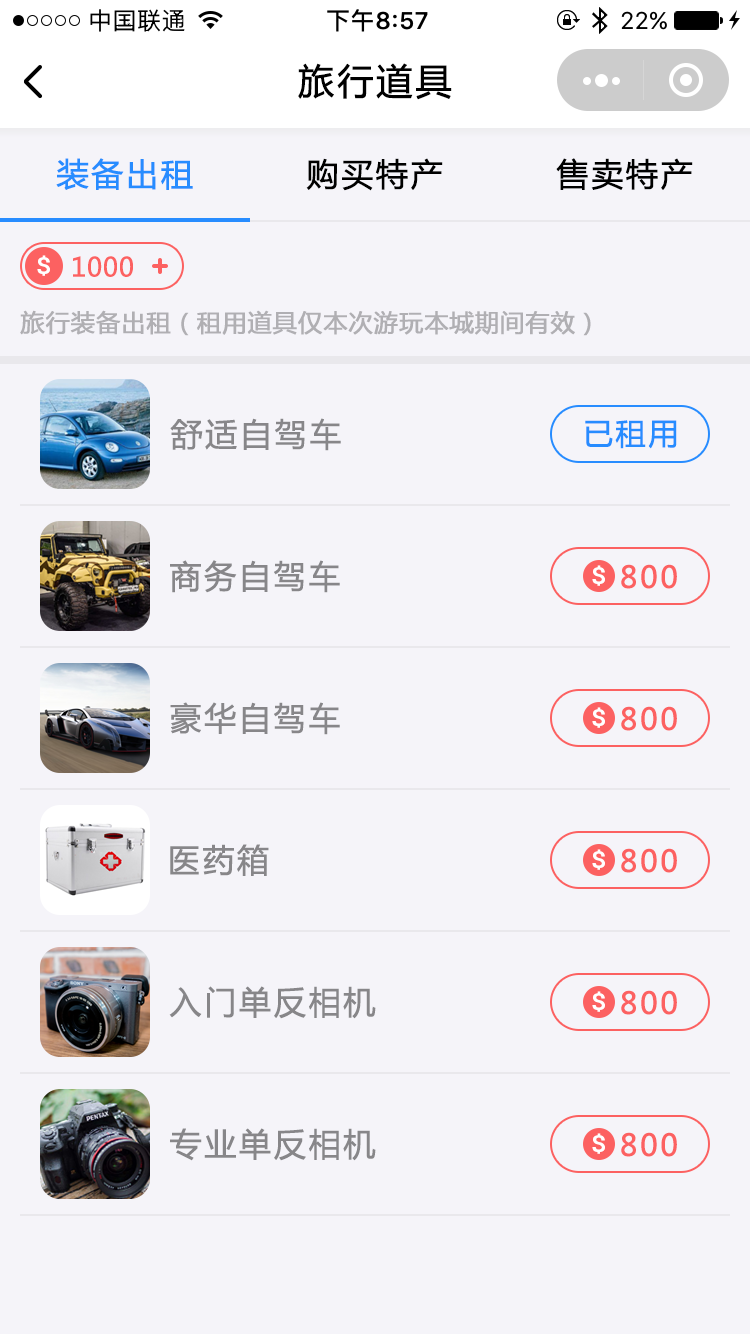 中国联通 下午8:57 22%
旅行道具
装备出租 购买特产 售卖特产
$ 1000 +
旅行装备出租（租用道具仅本次游玩本城期间有效）
舒适自驾车 已租用
商务自驾车 $800
豪华自驾车 $800
医药箱 $800
SONY
入门单反相机 $800
PENTAX
专业单反相机 $800